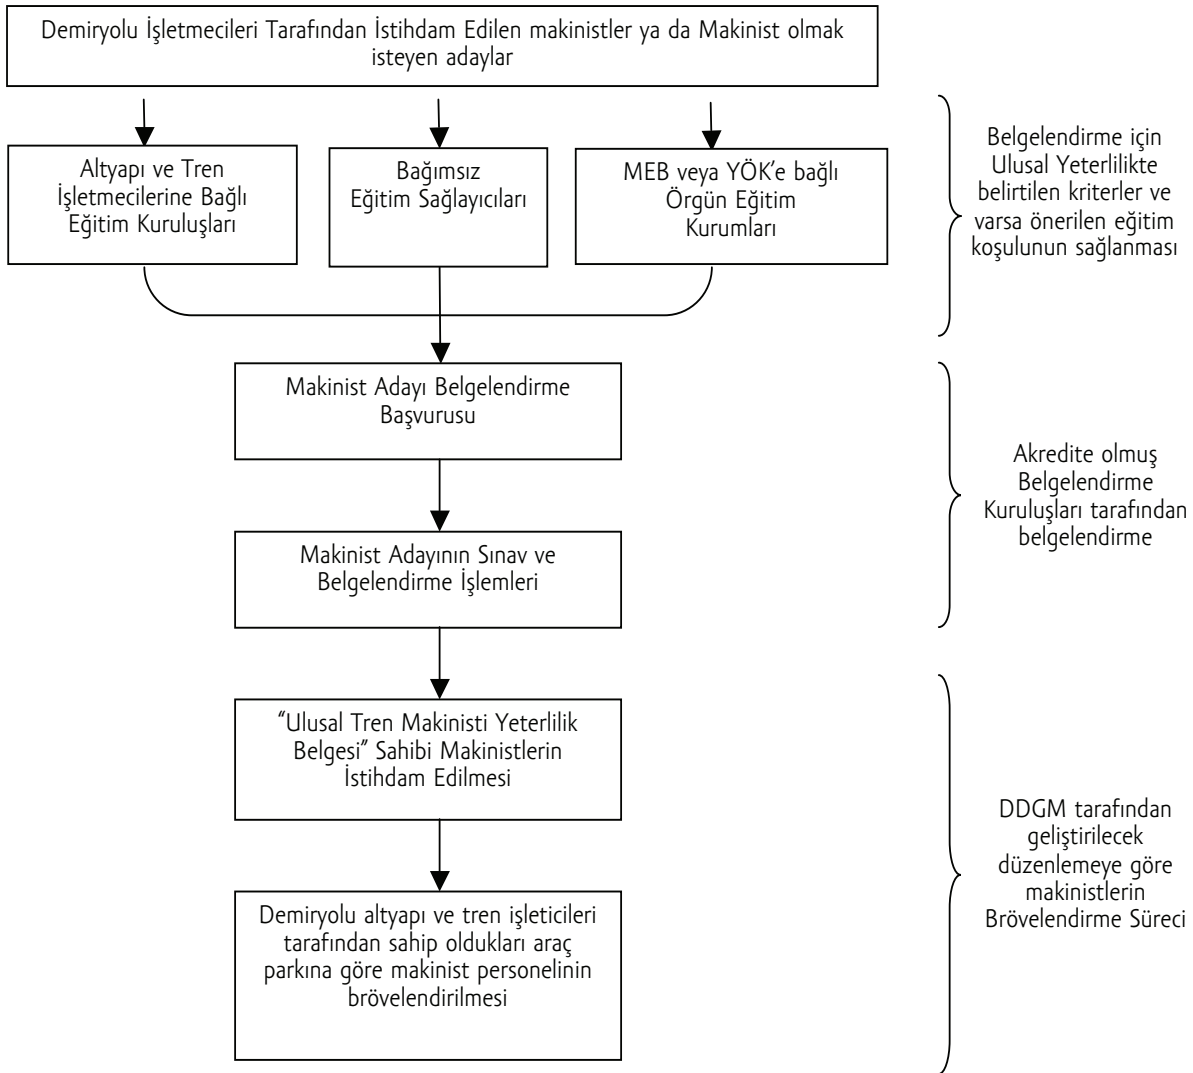 Demiryolu İşletmecileri Tarafından İstihdam Edilen makinistler ya da Makinist olmak
isteyen adaylar
Altyapı ve Tren
İşletmecilerine Bağlı
Eğitim Kuruluşları
Bağımsız
Eğitim Sağlayıcıları
MEB veya YÖK'e bağlı
Örgün Eğitim
Kurumları
Belgelendirme için
Ulusal Yeterlilikte
belirtilen kriterler ve
varsa önerilen eğitim
koşulunun sağlanması
Makinist Adayı Belgelendirme
Başvurusu
Makinist Adayının Sınav ve
Belgelendirme İşlemleri
Akredite olmuş
Belgelendirme
Kuruluşları tarafından
belgelendirme
"Ulusal Tren Makinisti Yeterlilik
Belgesi" Sahibi Makinistlerin
İstihdam Edilmesi
Demiryolu altyapı ve tren işleticileri
tarafından sahip oldukları araç
parkına göre makinist personelinin
brövelendirilmesi
DDGM tarafından
geliştirilecek
düzenlemeye göre
makinistlerin
Brövelendirme Süreci